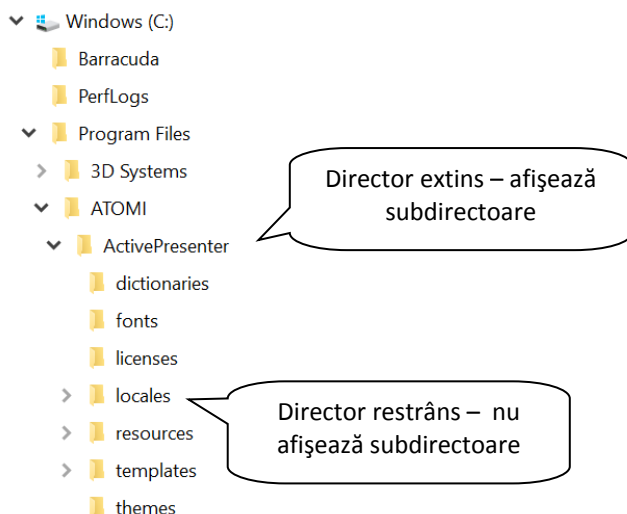 Windows (C:)
Barracuda
PerfLogs
Program Files
3D Systems
ATOMI
Director extins – afişează
subdirectoare
ActivePresenter
dictionaries
fonts
licenses
locales
Director restrâns – nu
afişează subdirectoare
resources
templates
themes